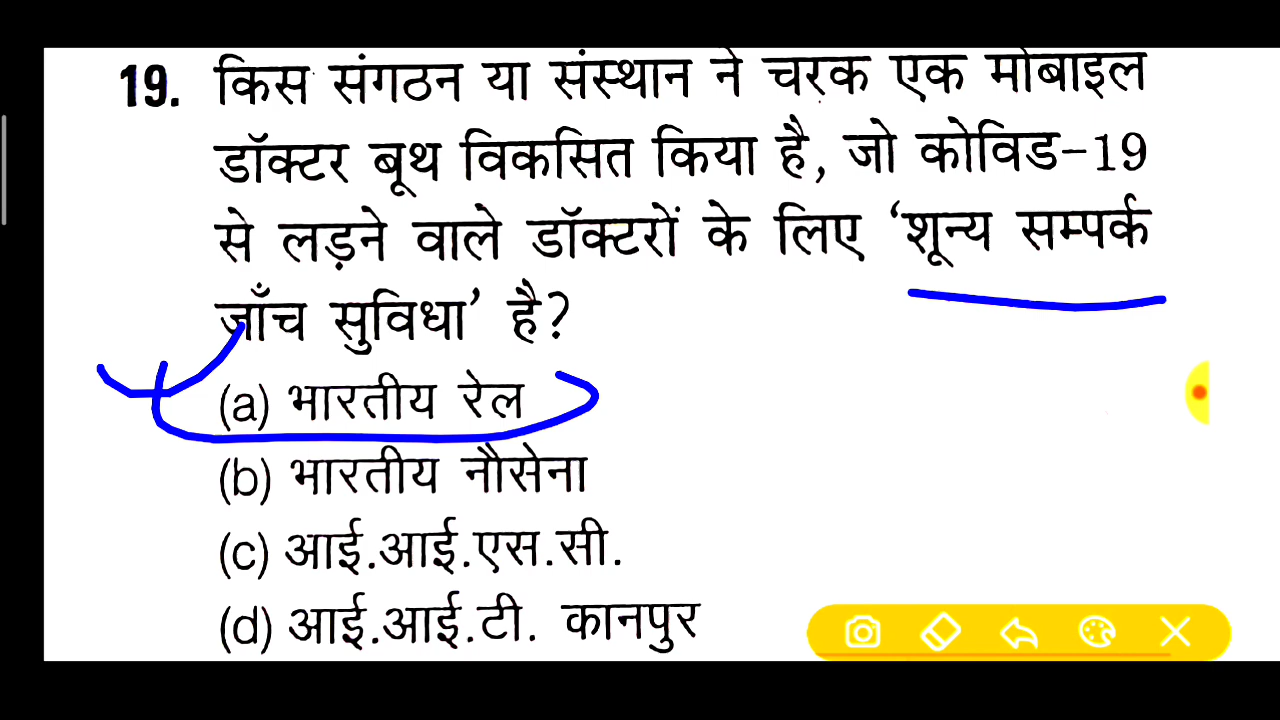 19. किस संगठन या संस्थान ने चरक एक मोबाइल
डॉक्टर बूथ विकसित किया है, जो कोविड-19
से लड़ने वाले डॉक्टरों के लिए ‘शून्य सम्पर्क
जाँच सुविधा’ है?
(a) भारतीय रेल
(b) भारतीय नौसेना
(c) आई.आई.एस.सी.
(d) आई.आई.टी. कानपुर